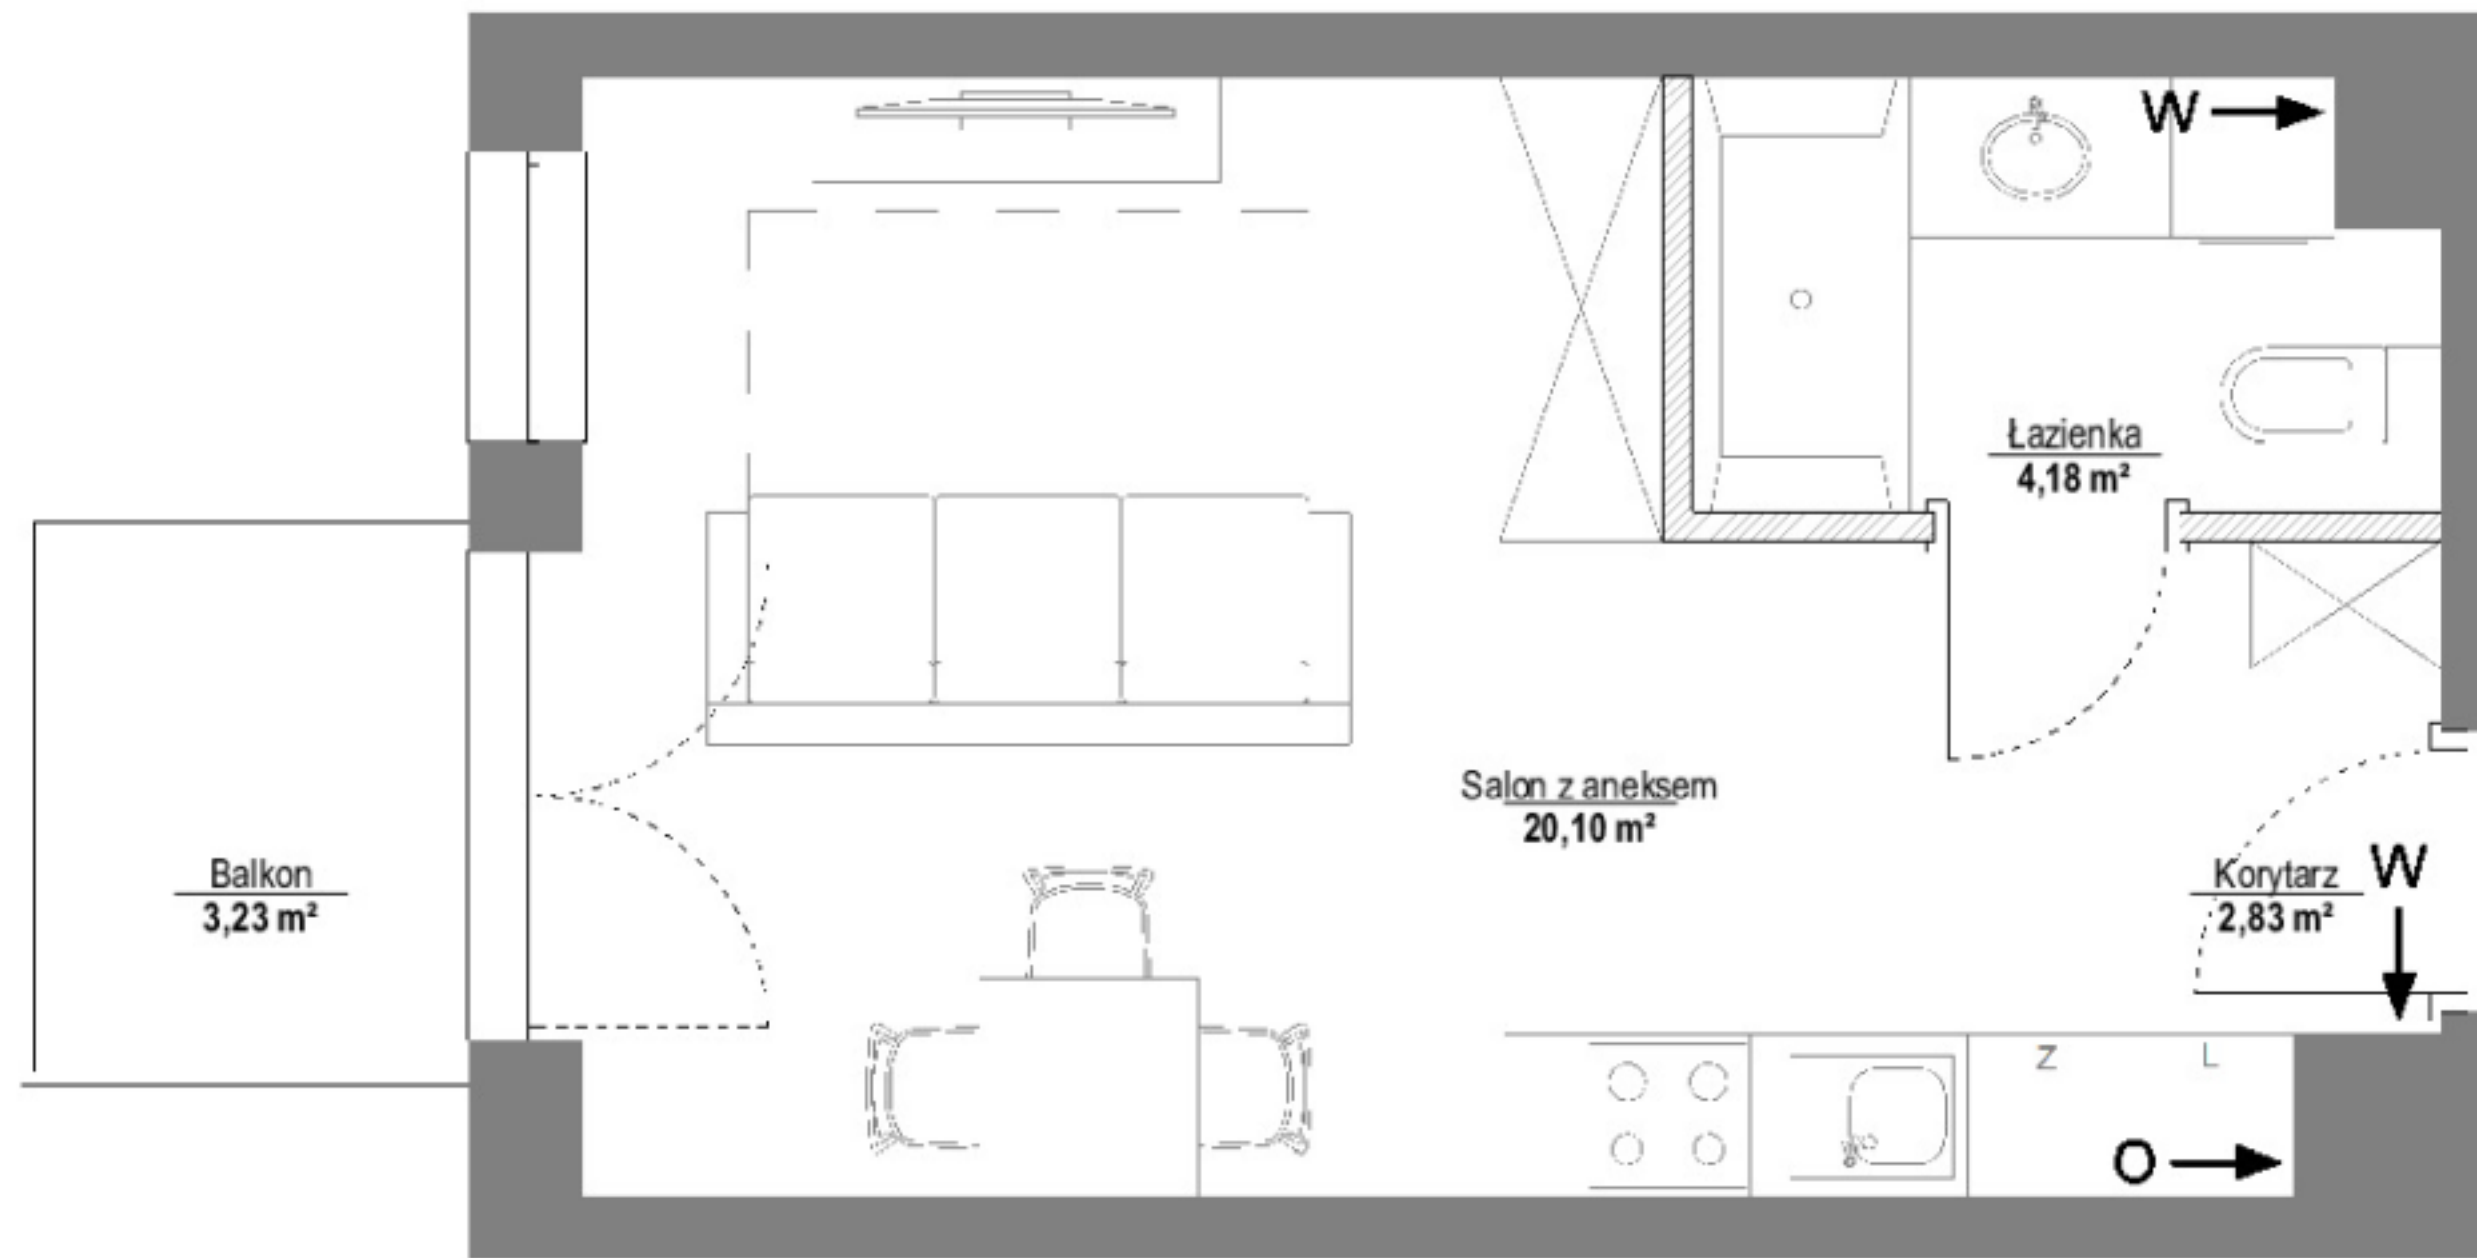 W
Łazienka
4,18 m²
Salon z aneksem
20,10 m²
Balkon
3,23 m²
Korytarz
2,83 m²
W
Z
L
O